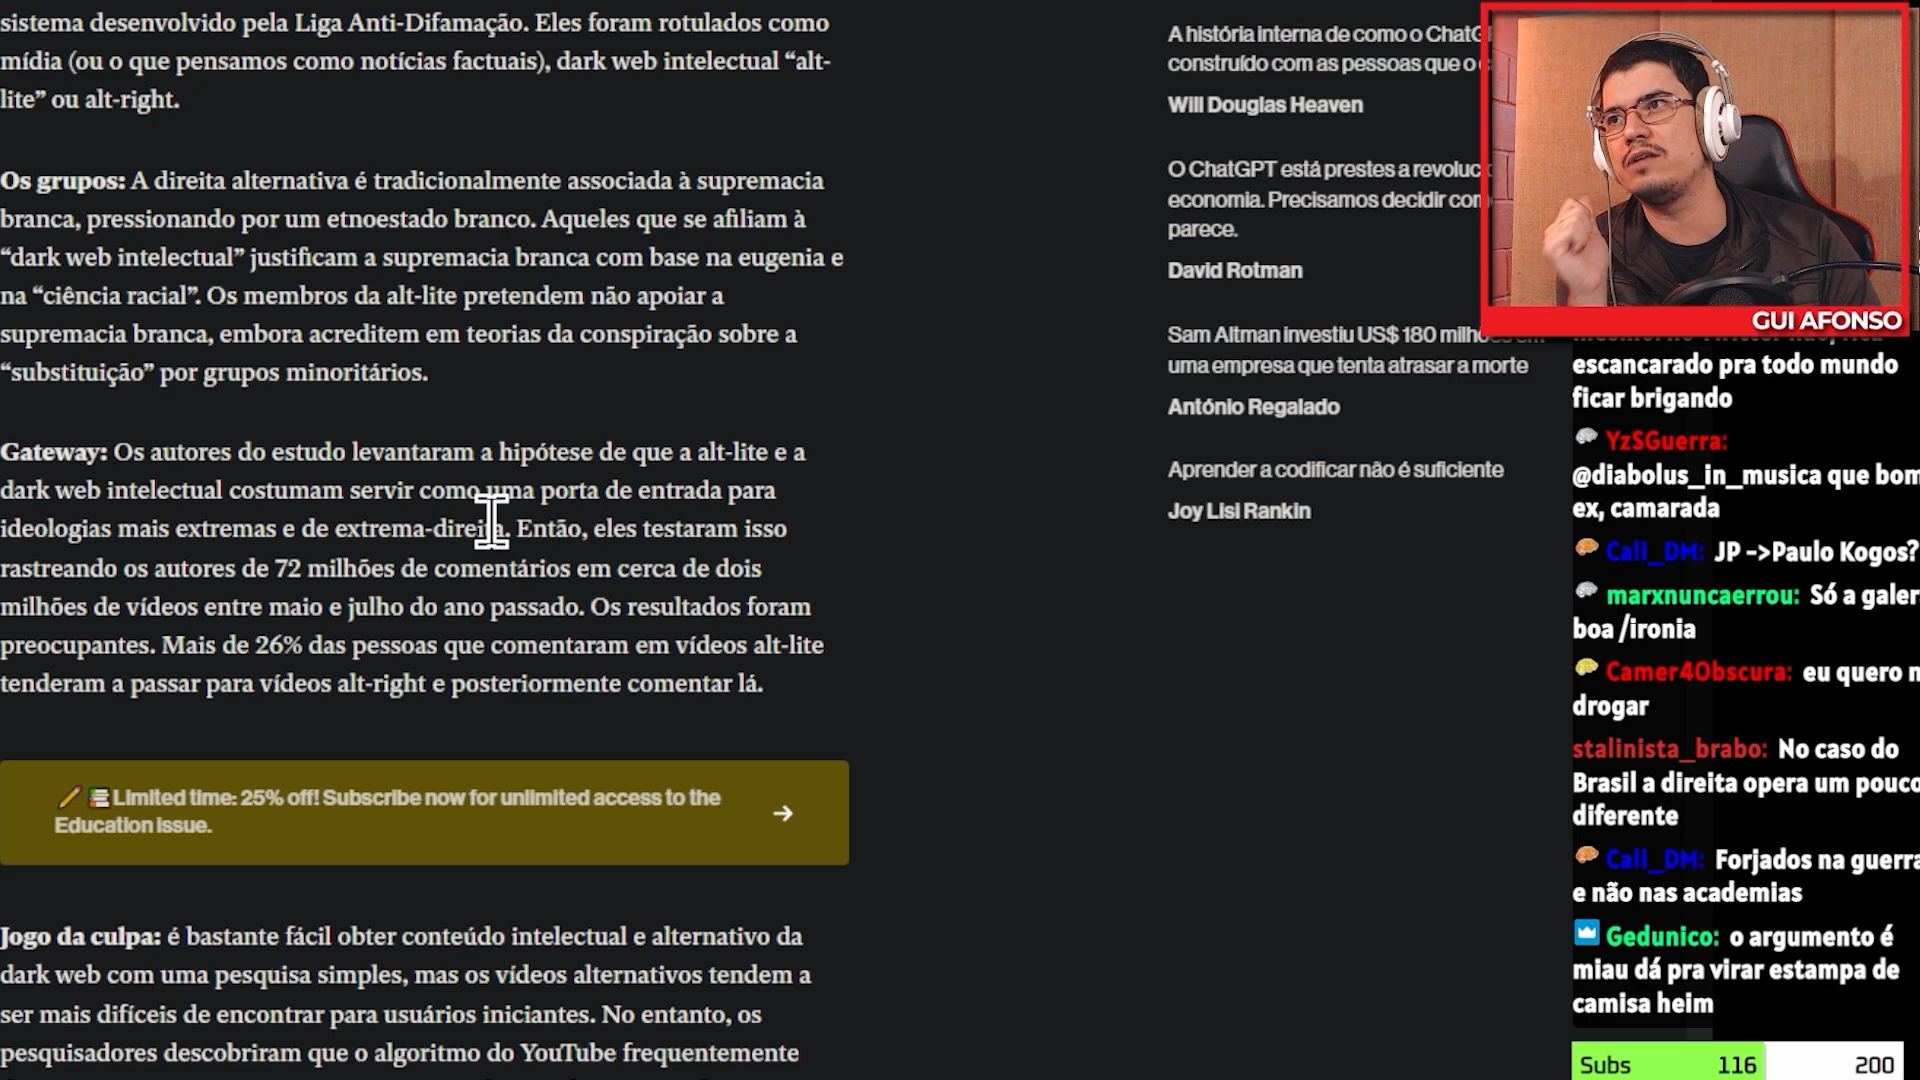 sistema desenvolvido pela Liga Anti-Difamação. Eles foram rotulados como
mídia (ou o que pensamos como notícias factuais), dark web intelectual “alt-
lite” ou alt-right.
Os grupos: A direita alternativa é tradicionalmente associada à supremacia
branca, pressionando por um etnoestado branco. Aqueles que se afiliam à
“dark web intelectual” justificam a supremacia branca com base na eugenia e
na “ciência racial”. Os membros da alt-lite pretendem não apoiar a
supremacia branca, embora acreditem em teorias da conspiração sobre a
“substituição” por grupos minoritários.
Gateway: Os autores do estudo levantaram a hipótese de que a alt-lite e a
dark web intelectual costumam servir como uma porta de entrada para
ideologias mais extremas e de extrema-direita. Então, eles testaram isso
rastreando os autores de 72 milhões de comentários em cerca de dois
milhões de vídeos entre maio e julho do ano passado. Os resultados foram
preocupantes. Mais de 26% das pessoas que comentaram em vídeos alt-lite
tenderam a passar para vídeos alt-right e posteriormente comentar lá.
Limited time: 25% off! Subscribe now for unlimited access to the
Education issue.
Jogo da culpa: é bastante fácil obter conteúdo intelectual e alternativo da
dark web com uma pesquisa simples, mas os vídeos alternativos tendem a
ser mais difíceis de encontrar para usuários iniciantes. No entanto, os
pesquisadores descobriram que o algoritmo do YouTube frequentemente
A história interna de como o ChatG
construído com as pessoas que o
Will Douglas Heaven
O ChatGPT está prestes a revoluc
economia. Precisamos decidir com
parece.
David Rotman
Sam Altman investiu US$ 180 milhões em
uma empresa que tenta atrasar a morte
António Regalado
Aprender a codificar não é suficiente
Joy Lisi Rankin
GUI AFONSO
escancarado pra todo mundo
ficar brigando
YzSGuerra:
@diabolus_in_musica que bom
ex, camarada
Call_DM: JP ->Paulo Kogos?
marxnuncaerrou: Só a galer
boa /ironia
Camer4Obscura: eu quero m
drogar
stalinista_brabo: No caso do
Brasil a direita opera um pouco
diferente
Call_DM: Forjados na guerra
e não nas academias
Gedunico: o argumento é
miau dá pra virar estampa de
camisa heim
Subs 116 200